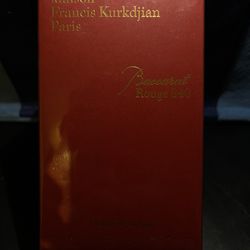 Maison
Francis Kurkdjian
Paris
Baccarat
Rouge 540